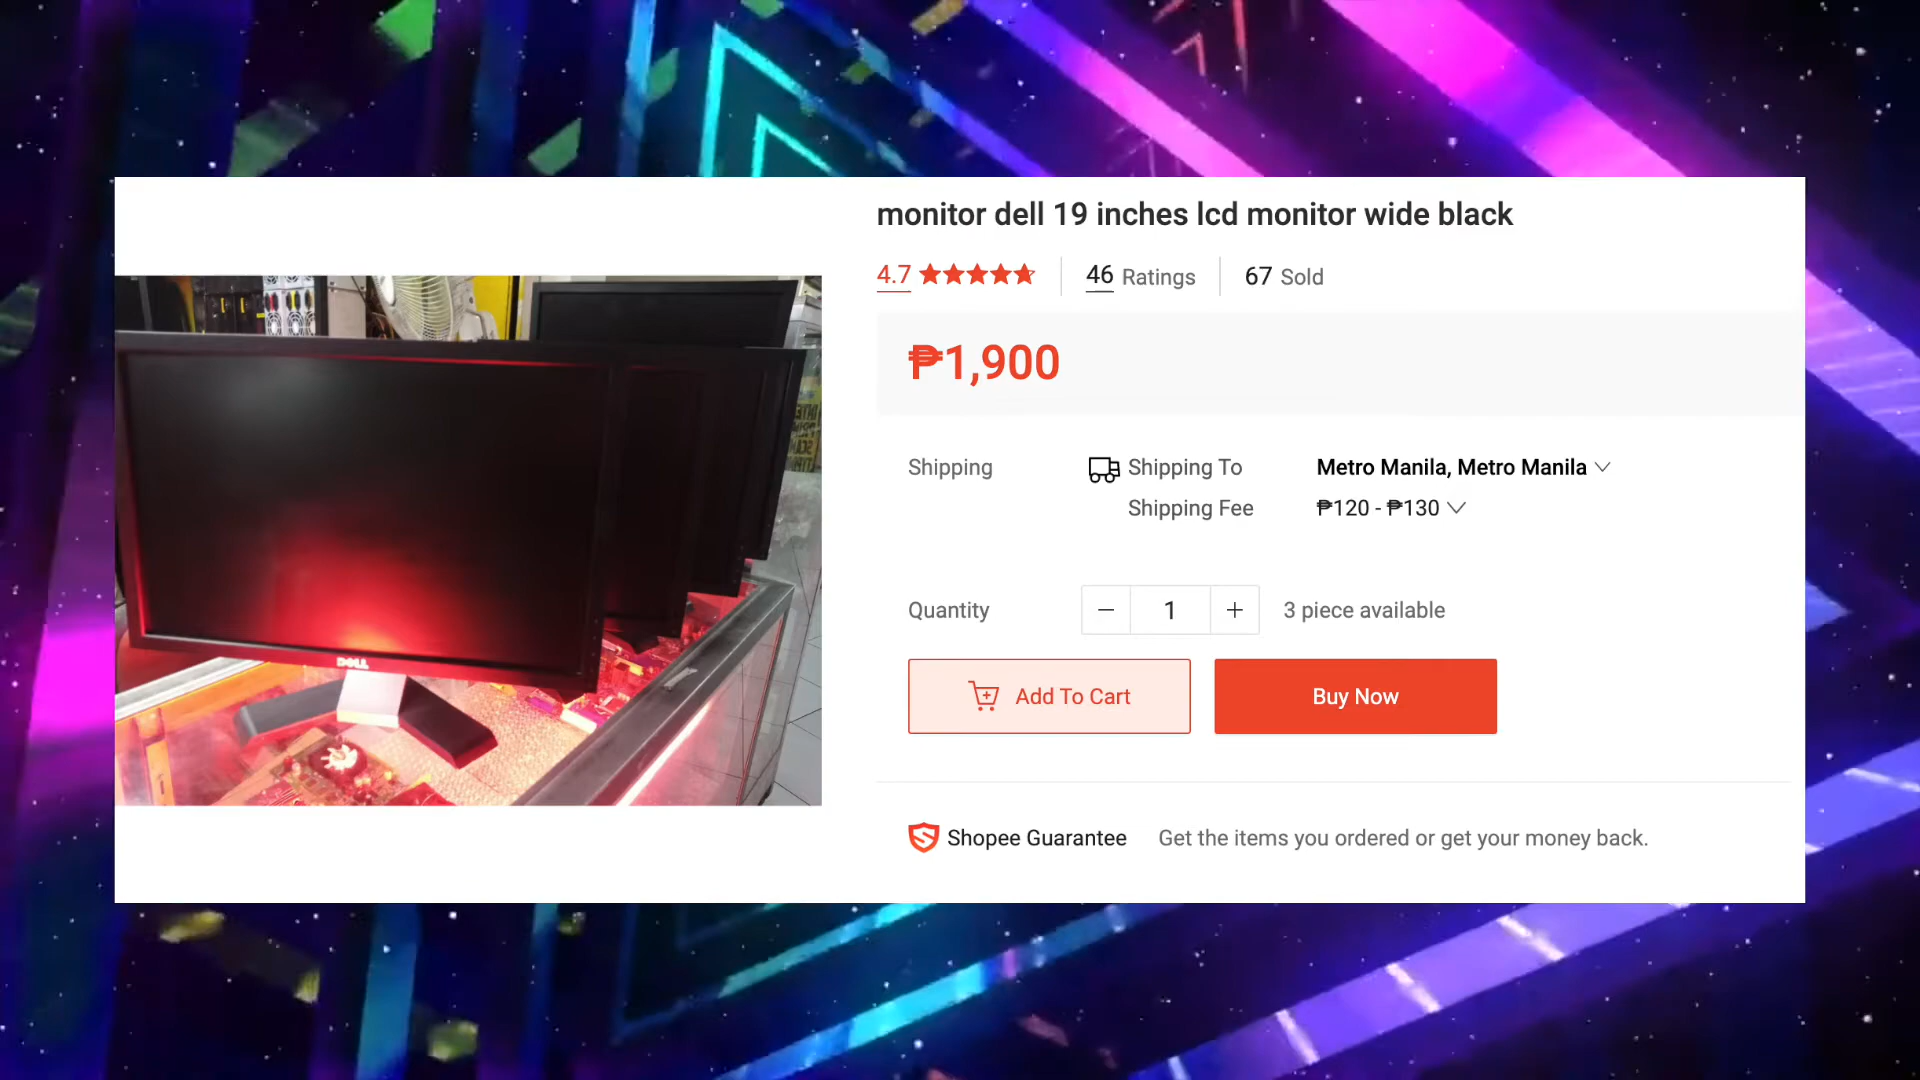 monitor dell 19 inches lcd monitor wide black
4.7 46 Ratings 67 Sold
₱1,900
Shipping Shipping To Metro Manila, Metro Manila
Shipping Fee ₱120 - ₱130
Quantity 1 3 piece available
Add To Cart Buy Now
Shopee Guarantee Get the items you ordered or get your money back.
DELL